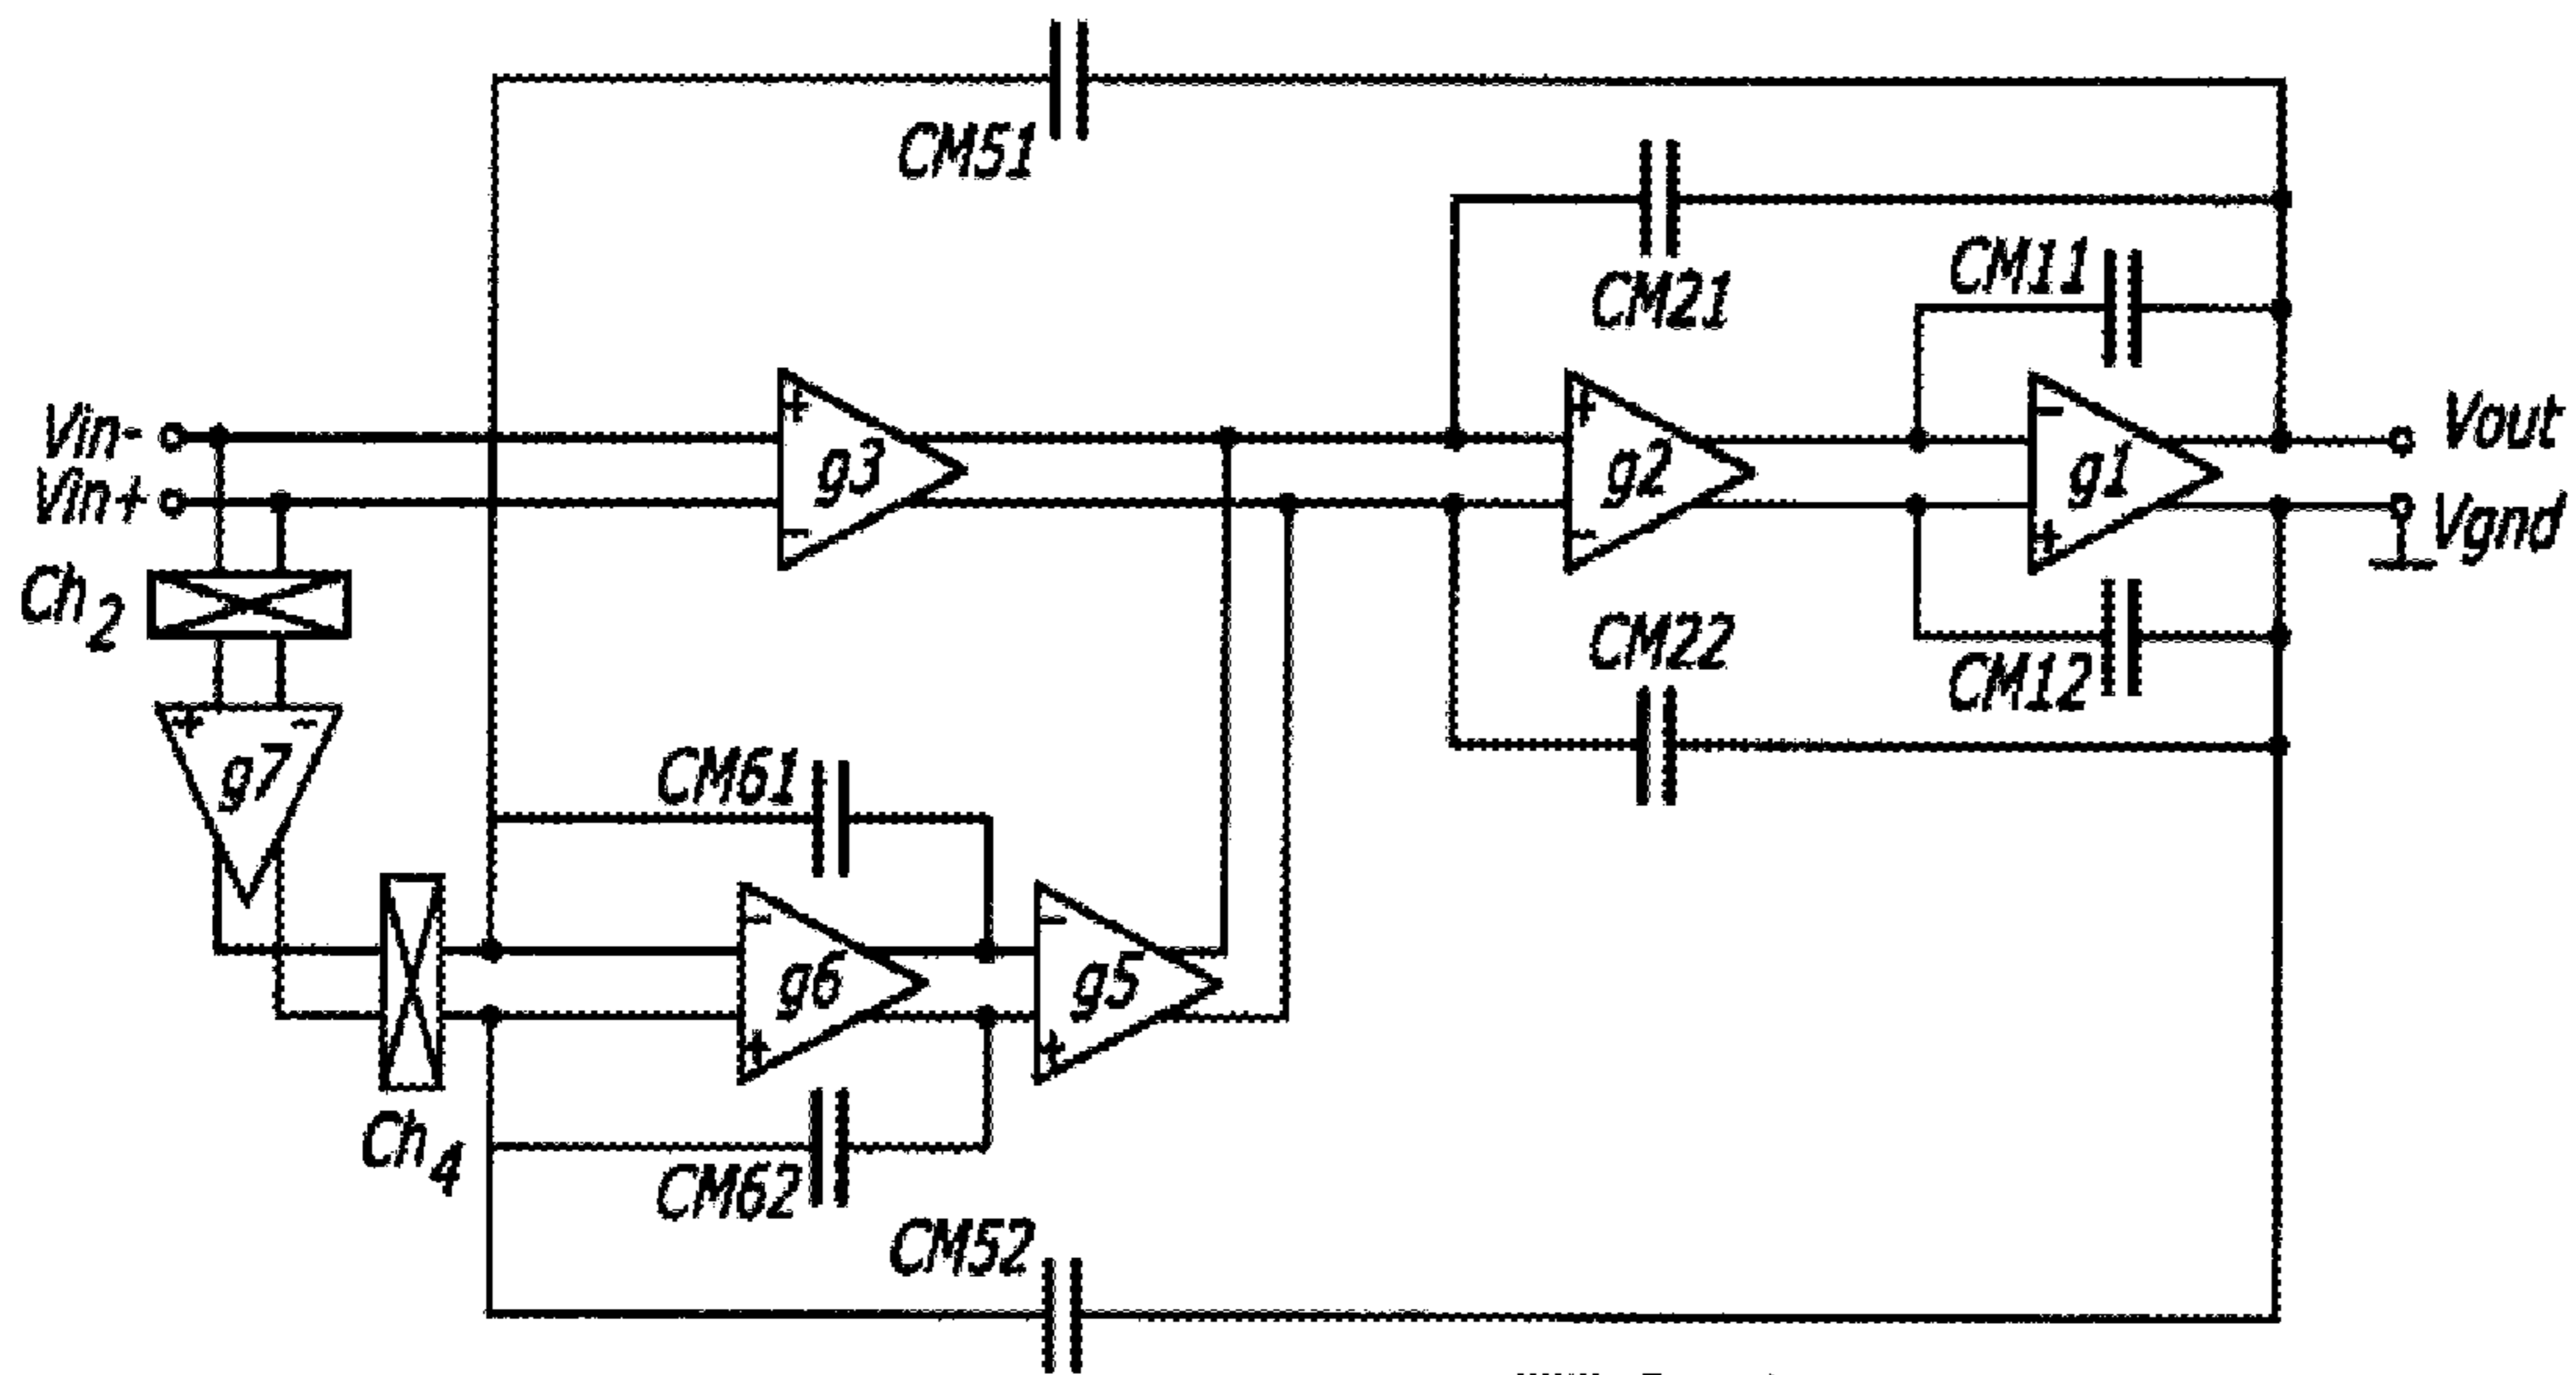 CM51
CM21
CM11
Vin-
Vin+
+
-
g3
+
-
g2
-
+
g1
Vout
Vgnd
Ch2
CM22
CM12
+ -
g7
CM61
-
+
g6
-
+
g5
Ch4
CM62
CM52